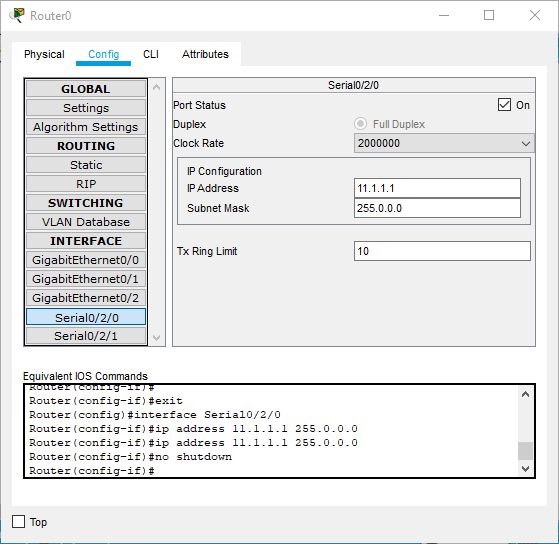 Router0
Physical Config CLI Attributes
GLOBAL
Settings
Algorithm Settings
ROUTING
Static
RIP
SWITCHING
VLAN Database
INTERFACE
GigabitEthernet0/0
GigabitEthernet0/1
GigabitEthernet0/2
Serial0/2/0
Serial0/2/1
Serial0/2/0
Port Status On
Duplex Full Duplex
Clock Rate 2000000
IP Configuration
IP Address 11.1.1.1
Subnet Mask 255.0.0.0
Tx Ring Limit 10
Equivalent IOS Commands
Router(config-if)#
Router(config-if)#exit
Router(config)#interface Serial0/2/0
Router(config-if)#ip address 11.1.1.1 255.0.0.0
Router(config-if)#ip address 11.1.1.1 255.0.0.0
Router(config-if)#no shutdown
Router(config-if)#
Top